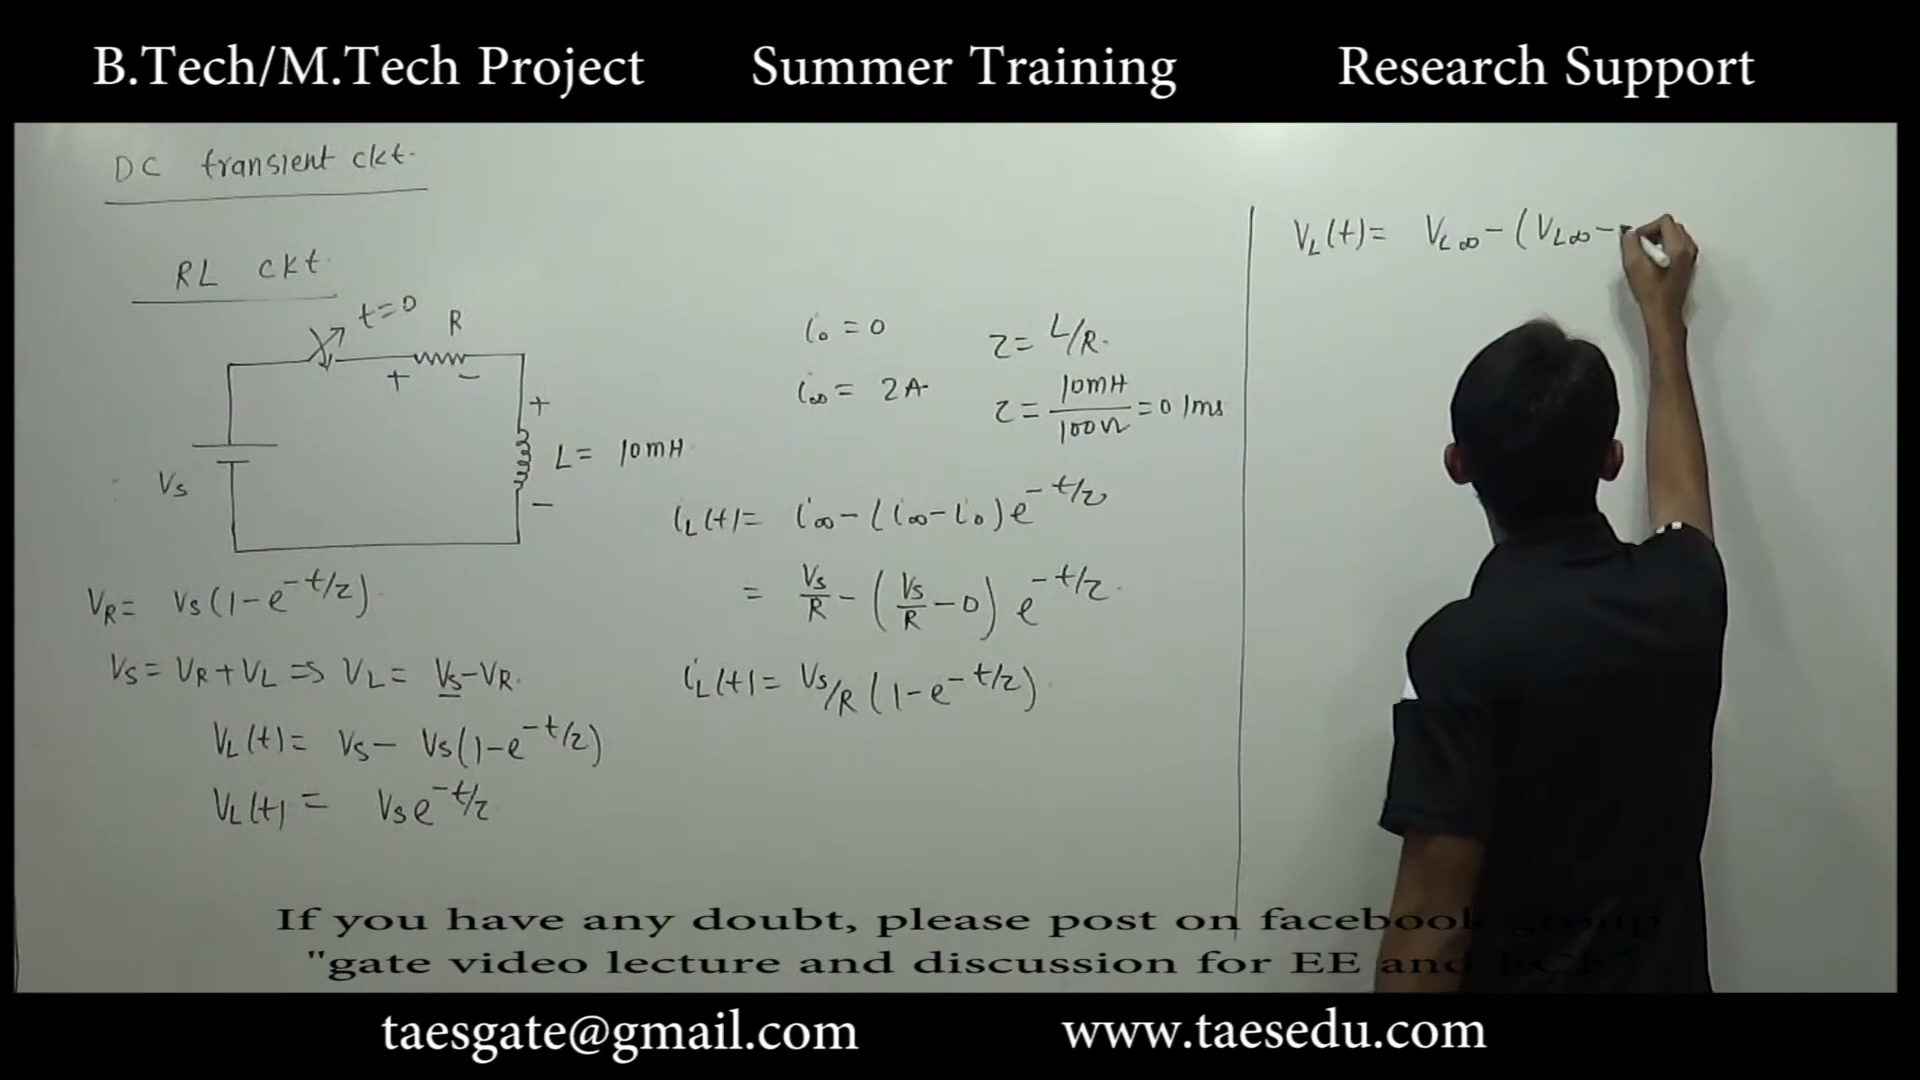 B.Tech/M.Tech Project Summer Training Research Support
DC transient ckt.
RL ckt.
t=0
R
+ -
+
L= 10mH
-
Vs
VR= Vs(1-e^-t/τ)
Vs= VR+VL => VL= Vs-VR.
VL(t)= Vs- Vs(1-e^-t/τ)
VL(t)= Vse^-t/τ
i0=0
i∞= 2A
τ= L/R.
τ= 10mH/100Ω =0.1ms
iL(t)= i∞-(i∞-i0)e^-t/τ
= Vs/R-(Vs/R-0) e^-t/τ
iL(t)= Vs/R(1-e^-t/τ)
VL(t)= VL∞-(VL∞-
If you have any doubt, please post on facebook group
"gate video lecture and discussion for EE and ECE"
taesgate@gmail.com www.taesedu.com